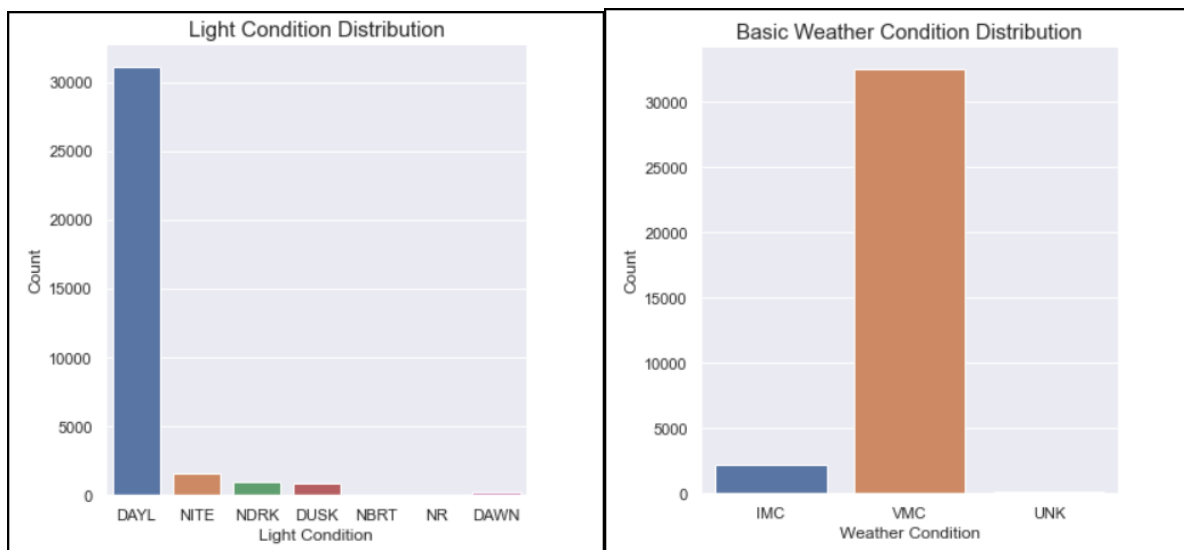 Light Condition Distribution
30000
25000
20000
15000
10000
5000
0
Count
DAYL NITE NDRK DUSK NBRT NR DAWN
Light Condition
Basic Weather Condition Distribution
30000
25000
20000
15000
10000
5000
0
Count
IMC VMC UNK
Weather Condition